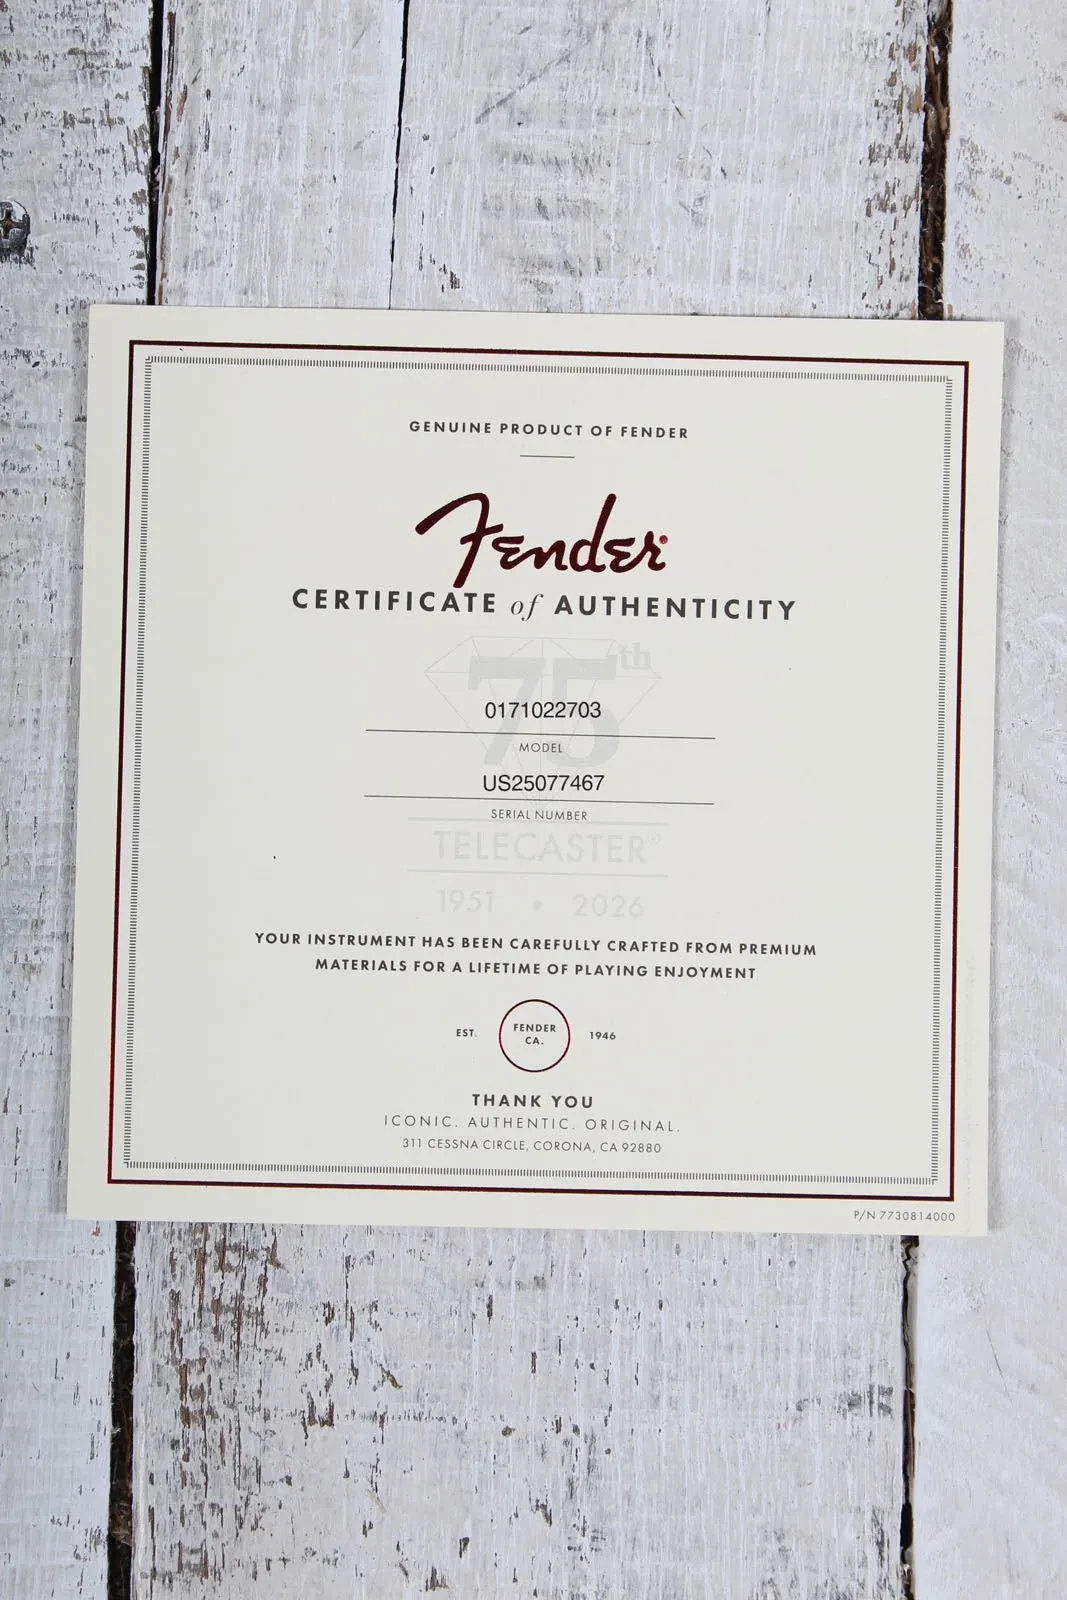 GENUINE PRODUCT OF FENDER
Fender®
CERTIFICATE of AUTHENTICITY
75th
0171022703
MODEL
US25077467
SERIAL NUMBER
TELECASTER®
1951 • 2026
YOUR INSTRUMENT HAS BEEN CAREFULLY CRAFTED FROM PREMIUM
MATERIALS FOR A LIFETIME OF PLAYING ENJOYMENT
EST. FENDER CA. 1946
THANK YOU
ICONIC. AUTHENTIC. ORIGINAL.
311 CESSNA CIRCLE, CORONA, CA 92880
P/N 7730814000